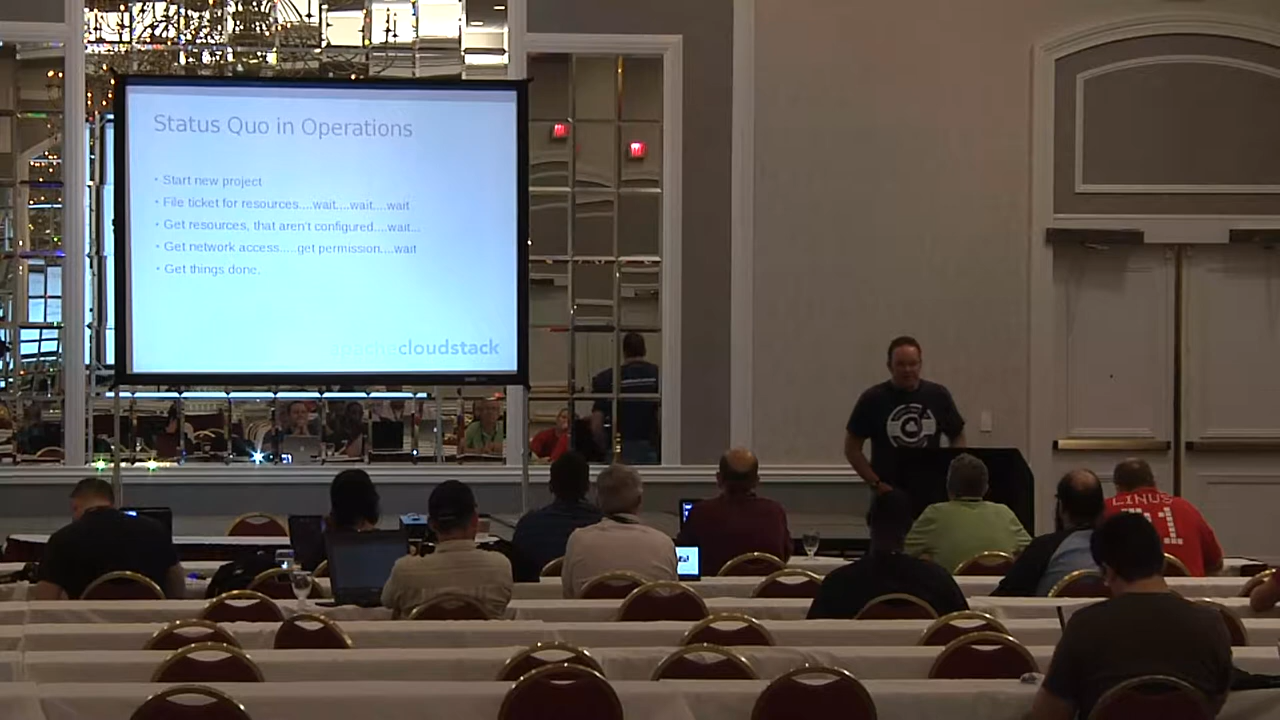 Status Quo in Operations
• Start new project
• File ticket for resources....wait....wait....wait
• Get resources, that aren't configured....wait...
• Get network access.....get permission....wait
• Get things done.
apachecloudstack
LINUS